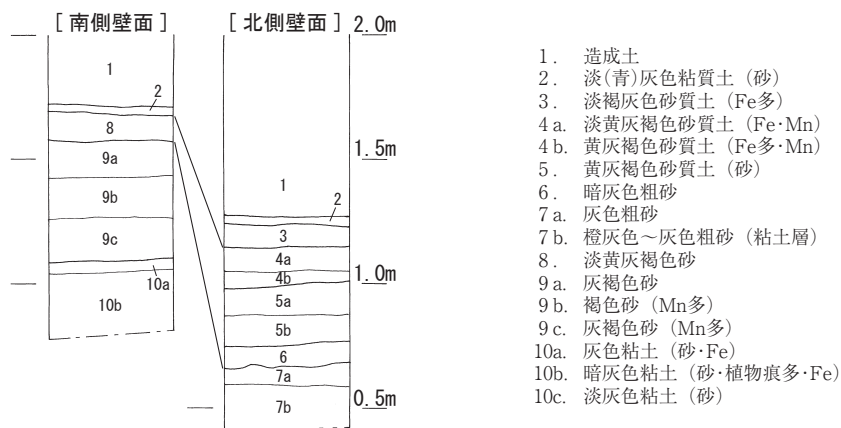 [ 南側壁面 ]
[ 北側壁面 ]
2.0m
1
2
8
9a
1.5m
9b
1
2
9c
3
4a
10a
4b
1.0m
10b
5a
5b
6
7a
7b
0.5m
1. 造成土
2. 淡(青)灰色粘質土(砂)
3. 淡褐灰色砂質土(Fe多)
4a. 淡黄灰褐色砂質土(Fe・Mn)
4b. 黄灰褐色砂質土(Fe多・Mn)
5. 黄灰褐色砂質土(砂)
6. 暗灰色粗砂
7a. 灰色粗砂
7b. 橙灰色~灰色粗砂(粘土層)
8. 淡黄灰褐色砂
9a. 灰褐色砂
9b. 褐色砂(Mn多)
9c. 灰褐色砂(Mn多)
10a. 灰色粘土(砂・Fe)
10b. 暗灰色粘土(砂・植物痕多・Fe)
10c. 淡灰色粘土(砂)